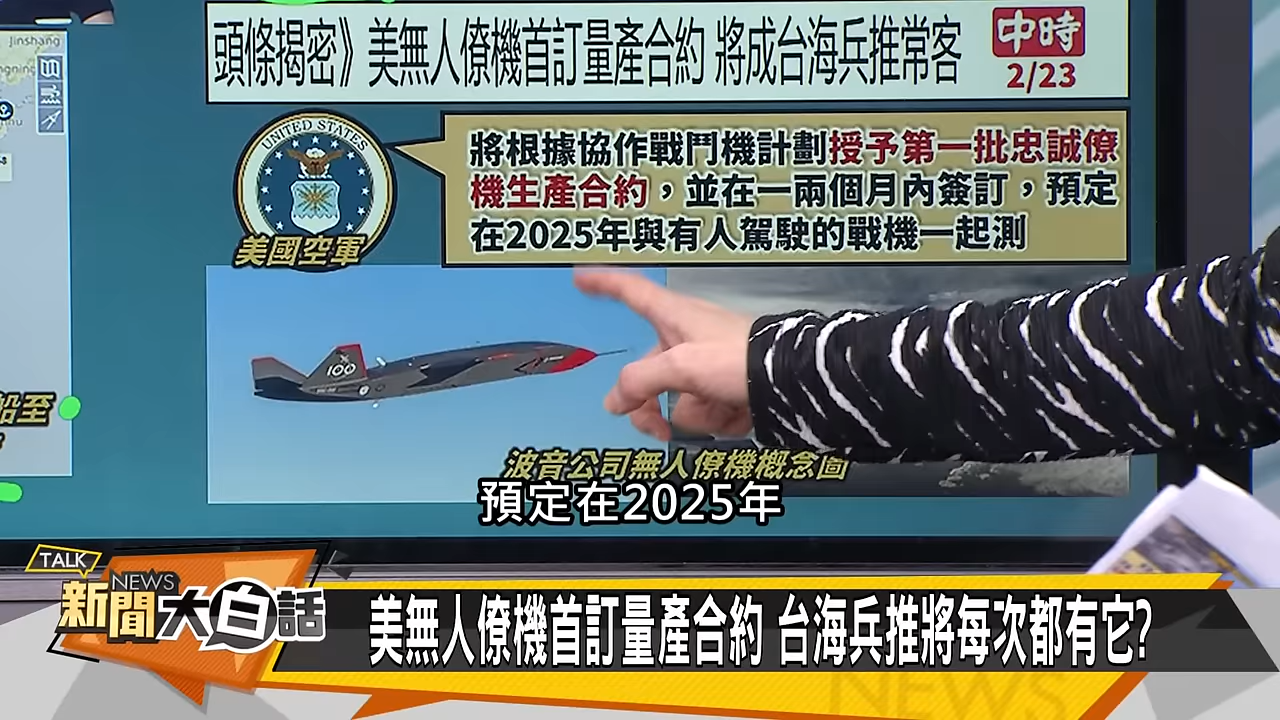 Jinshang
頭條揭密》美無人僚機首訂量產合約 將成台海兵推常客
中時
2/23
UNITED STATES
美國空軍
將根據協作戰鬥機計劃授予第一批忠誠僚
機生產合約，並在一兩個月內簽訂，預定
在2025年與有人駕駛的戰機一起測
100
船至
波音公司無人僚機概念圖
預定在2025年
TALK
NEWS
新聞大白話
美無人僚機首訂量產合約 台海兵推將每次都有它?
NEWS